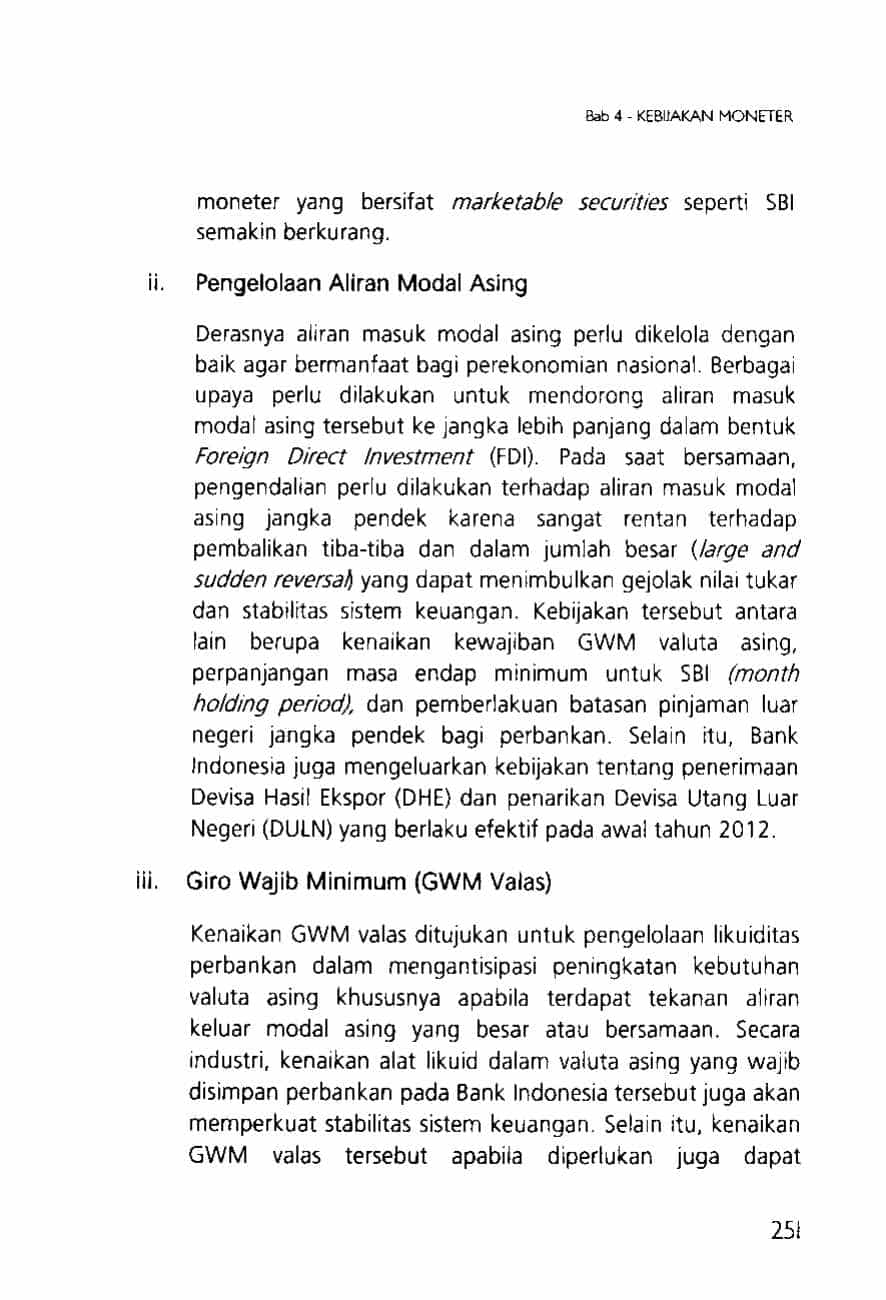 Bab 4 - KEBIJAKAN MONETER
moneter yang bersifat marketable securities seperti SBI
semakin berkurang.
ii. Pengelolaan Aliran Modal Asing
Derasnya aliran masuk modal asing perlu dikelola dengan
baik agar bermanfaat bagi perekonomian nasional. Berbagai
upaya perlu dilakukan untuk mendorong aliran masuk
modal asing tersebut ke jangka lebih panjang dalam bentuk
Foreign Direct Investment (FDI). Pada saat bersamaan,
pengendalian perlu dilakukan terhadap aliran masuk modal
asing jangka pendek karena sangat rentan terhadap
pembalikan tiba-tiba dan dalam jumlah besar (large and
sudden reversal) yang dapat menimbulkan gejolak nilai tukar
dan stabilitas sistem keuangan. Kebijakan tersebut antara
lain berupa kenaikan kewajiban GWM valuta asing,
perpanjangan masa endap minimum untuk SBI (month
holding period), dan pemberlakuan batasan pinjaman luar
negeri jangka pendek bagi perbankan. Selain itu, Bank
Indonesia juga mengeluarkan kebijakan tentang penerimaan
Devisa Hasil Ekspor (DHE) dan penarikan Devisa Utang Luar
Negeri (DULN) yang berlaku efektif pada awal tahun 2012.
iii. Giro Wajib Minimum (GWM Valas)
Kenaikan GWM valas ditujukan untuk pengelolaan likuiditas
perbankan dalam mengantisipasi peningkatan kebutuhan
valuta asing khususnya apabila terdapat tekanan aliran
keluar modal asing yang besar atau bersamaan. Secara
industri, kenaikan alat likuid dalam valuta asing yang wajib
disimpan perbankan pada Bank Indonesia tersebut juga akan
memperkuat stabilitas sistem keuangan. Selain itu, kenaikan
GWM valas tersebut apabila diperlukan juga dapat
251